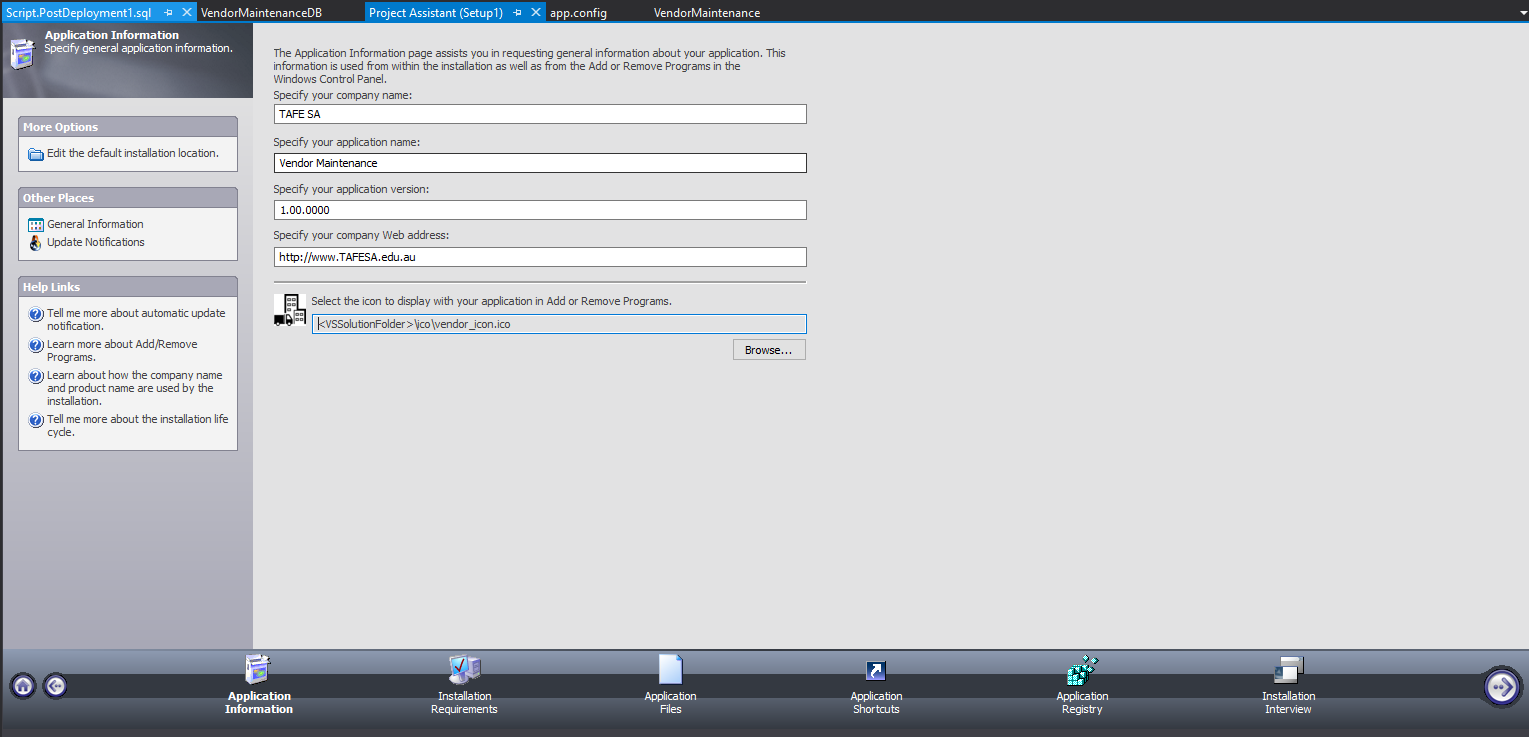 Script.PostDeployment1.sql
VendorMaintenanceDB
Project Assistant (Setup1)
app.config
VendorMaintenance
Application Information
Specify general application information.
More Options
Edit the default installation location.
Other Places
General Information
Update Notifications
Help Links
Tell me more about automatic update
notification.
Learn more about Add/Remove
Programs.
Learn about how the company name
and product name are used by the
installation.
Tell me more about the installation life
cycle.
The Application Information page assists you in requesting general information about your application. This
information is used from within the installation as well as from the Add or Remove Programs in the
Windows Control Panel.
Specify your company name:
TAFE SA
Specify your application name:
Vendor Maintenance
Specify your application version:
1.00.0000
Specify your company Web address:
http://www.TAFESA.edu.au
Select the icon to display with your application in Add or Remove Programs.
<VSSolutionFolder>\ico\vendor_icon.ico
Browse...
Application
Information
Installation
Requirements
Application
Files
Application
Shortcuts
Application
Registry
Installation
Interview